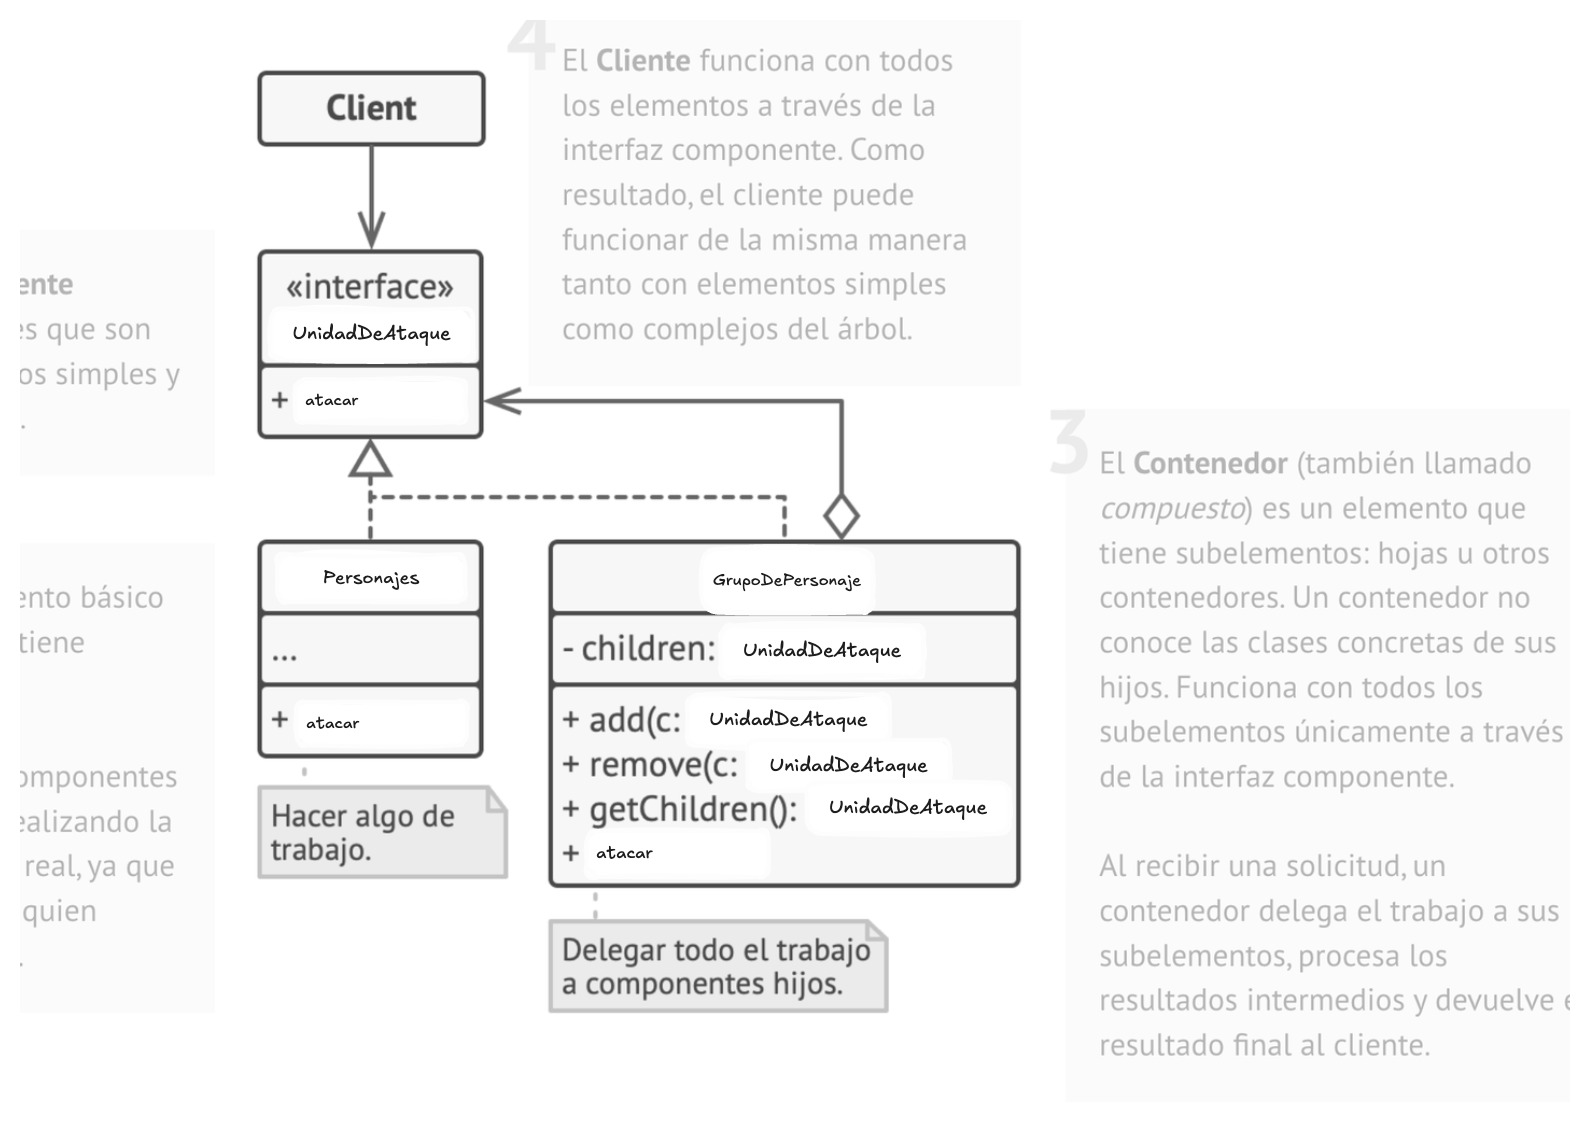 4
El Cliente funciona con todos
los elementos a través de la
interfaz componente. Como
resultado, el cliente puede
funcionar de la misma manera
tanto con elementos simples
como complejos del árbol.
Client
«interface»
UnidadDeAtaque
+ atacar
ente
es que son
os simples y
.
ento básico
tiene
omponentes
ealizando la
real, ya que
quien
.
Personajes
...
+ atacar
Hacer algo de
trabajo.
GrupoDePersonaje
- children: UnidadDeAtaque
+ add(c: UnidadDeAtaque
+ remove(c: UnidadDeAtaque
+ getChildren(): UnidadDeAtaque
+ atacar
Delegar todo el trabajo
a componentes hijos.
3
El Contenedor (también llamado
compuesto) es un elemento que
tiene subelementos: hojas u otros
contenedores. Un contenedor no
conoce las clases concretas de sus
hijos. Funciona con todos los
subelementos únicamente a través
de la interfaz componente.
Al recibir una solicitud, un
contenedor delega el trabajo a sus
subelementos, procesa los
resultados intermedios y devuelve e
resultado final al cliente.